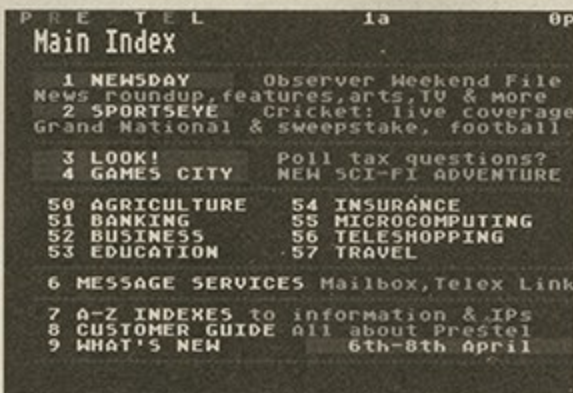 PRESTEL 1a 0p
Main Index
1 NEWSDAY Observer Weekend File
News roundup,features,arts,TV & more
2 SPORTSEYE Cricket: live coverage
Grand National & sweepstake, football
3 LOOK! Poll tax questions?
4 GAMES CITY NEW SCI-FI ADVENTURE
50 AGRICULTURE 54 INSURANCE
51 BANKING 55 MICROCOMPUTING
52 BUSINESS 56 TELESHOPPING
53 EDUCATION 57 TRAVEL
6 MESSAGE SERVICES Mailbox,Telex Link
7 A-Z INDEXES to information & IPs
8 CUSTOMER GUIDE All about Prestel
9 WHAT'S NEW 6th-8th April